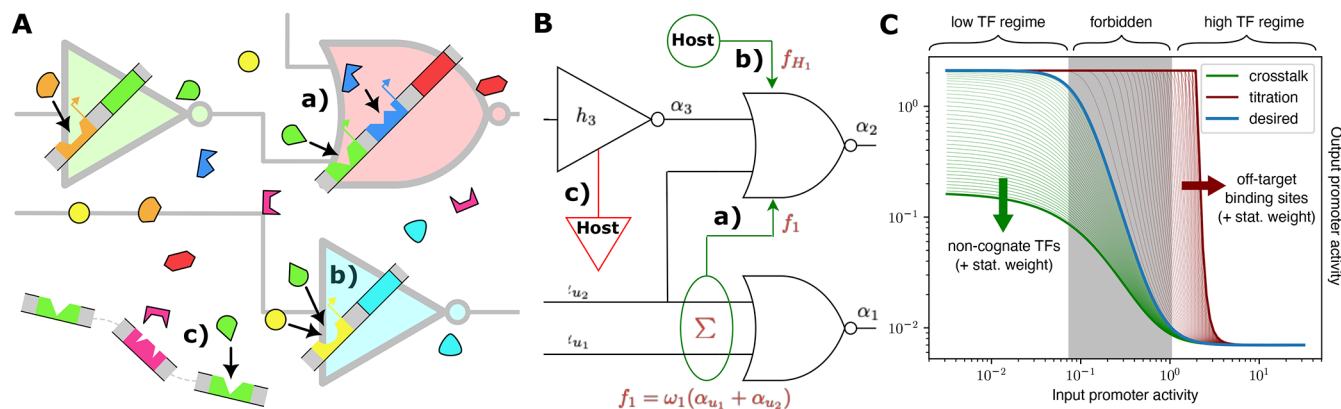 A
a)
b)
c)
B
Host
b)
f_{H_1}
h_3
α_3
α_2
c)
Host
a)
f_1
u_2
Σ
α_1
u_1
f_1 = ω_1(α_{u_1} + α_{u_2})
C
low TF regime
forbidden
high TF regime
crosstalk
titration
desired
10^0
10^{-1}
10^{-2}
non-cognate TFs
(+ stat. weight)
off-target
binding sites
(+ stat. weight)
Output promoter activity
10^{-2}
10^{-1}
10^0
10^1
Input promoter activity